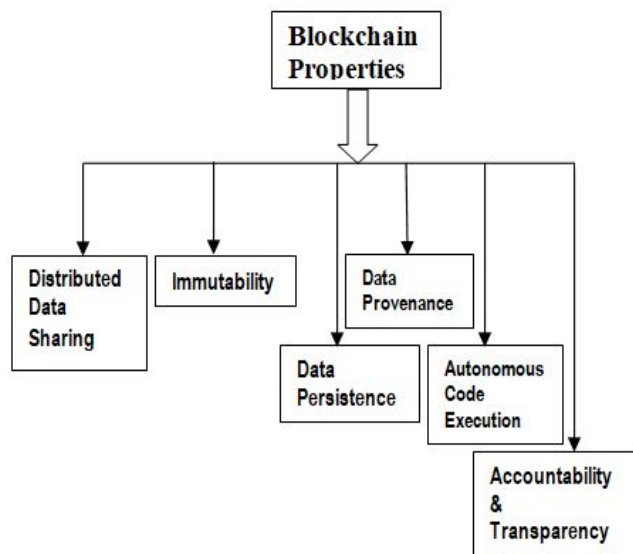 Blockchain
Properties
Distributed
Data
Sharing
Immutability
Data
Provenance
Data
Persistence
Autonomous
Code
Execution
Accountability
&
Transparency